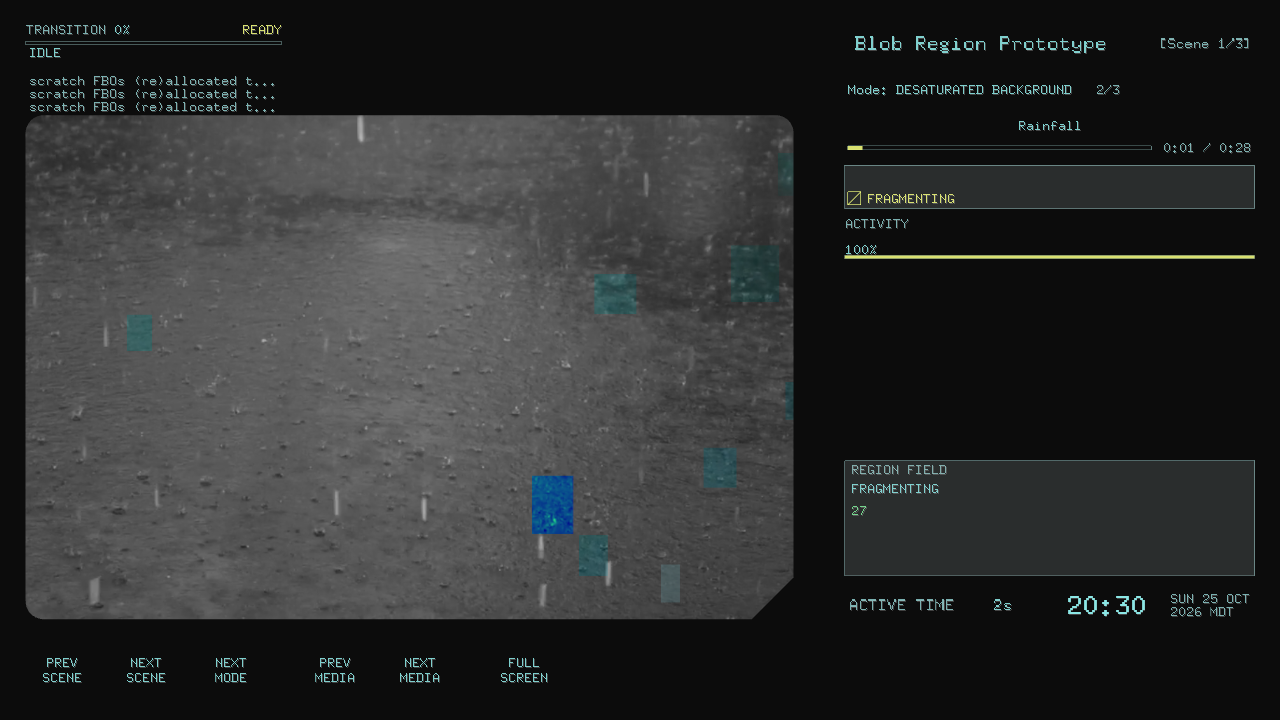 TRANSITION 0% READY
IDLE
scratch FBOs (re)allocated t...
scratch FBOs (re)allocated t...
scratch FBOs (re)allocated t...
Blob Region Prototype [Scene 1/3]
Mode: DESATURATED BACKGROUND 2/3
Rainfall
0:01 / 0:28
FRAGMENTING
ACTIVITY
100%
REGION FIELD
FRAGMENTING
27
ACTIVE TIME 2s 20:30 SUN 25 OCT
2026 MDT
PREV SCENE
NEXT SCENE
NEXT MODE
PREV MEDIA
NEXT MEDIA
FULL SCREEN